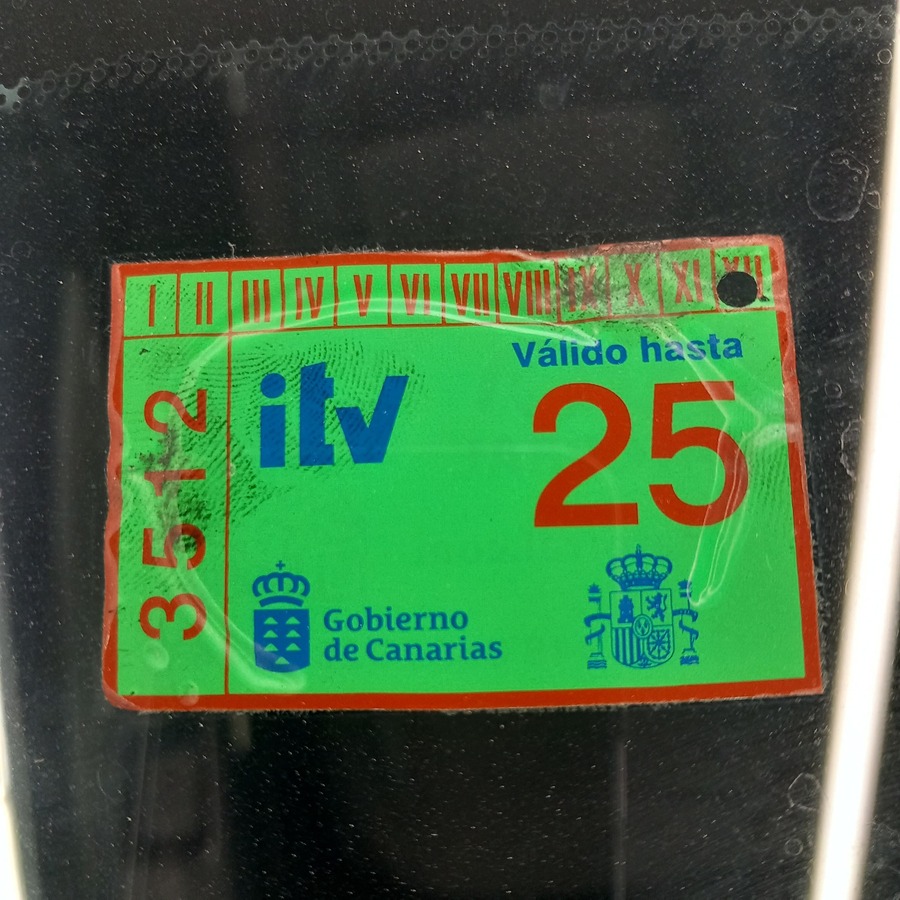 I II III IV V VI VII VIII IX X XI XII
Válido hasta
itv
25
3512
Gobierno
de Canarias